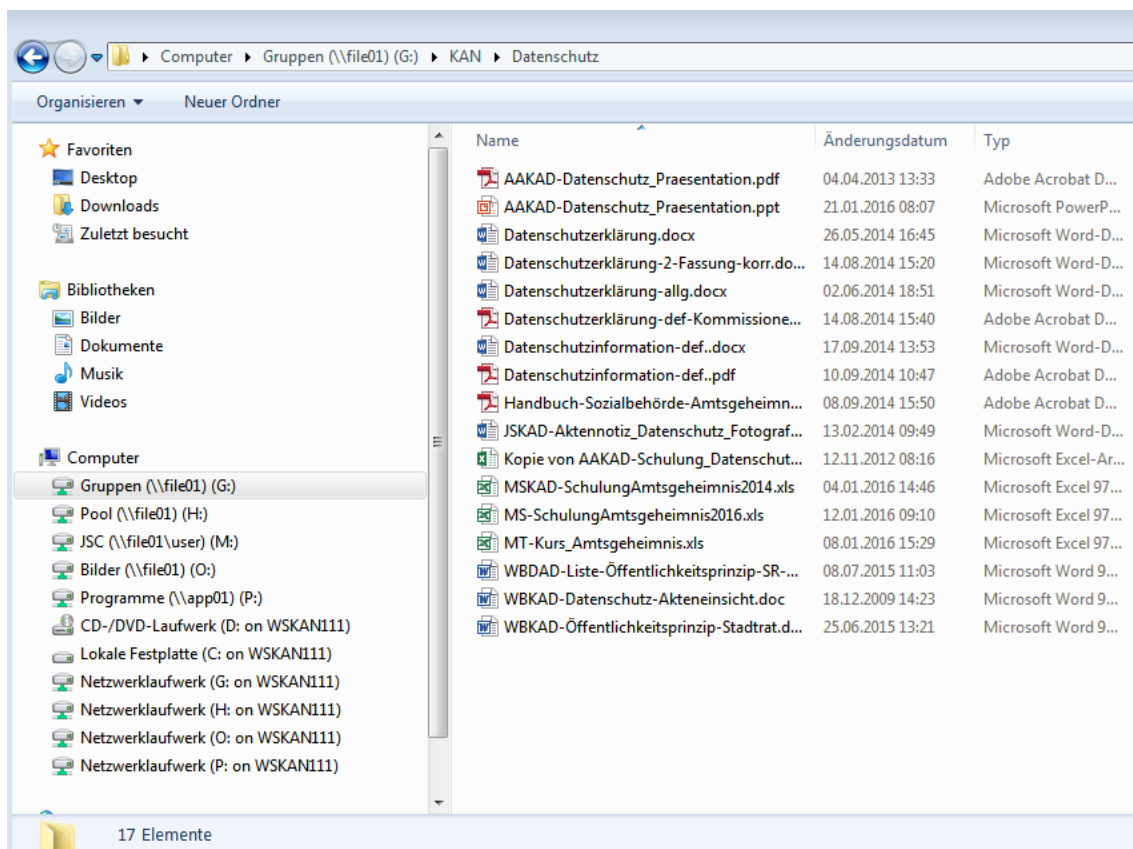 Computer Gruppen (\\file01) (G:) KAN Datenschutz
Organisieren Neuer Ordner
Favoriten
Desktop
Downloads
Zuletzt besucht
Bibliotheken
Bilder
Dokumente
Musik
Videos
Computer
Gruppen (\\file01) (G:)
Pool (\\file01) (H:)
JSC (\\file01\user) (M:)
Bilder (\\file01) (O:)
Programme (\\app01) (P:)
CD-/DVD-Laufwerk (D: on WSKAN111)
Lokale Festplatte (C: on WSKAN111)
Netzwerklaufwerk (G: on WSKAN111)
Netzwerklaufwerk (H: on WSKAN111)
Netzwerklaufwerk (O: on WSKAN111)
Netzwerklaufwerk (P: on WSKAN111)
Name Änderungsdatum Typ
AAKAD-Datenschutz_Praesentation.pdf 04.04.2013 13:33 Adobe Acrobat D...
AAKAD-Datenschutz_Praesentation.ppt 21.01.2016 08:07 Microsoft PowerP...
Datenschutzerklärung.docx 26.05.2014 16:45 Microsoft Word-D...
Datenschutzerklärung-2-Fassung-korr.do... 14.08.2014 15:20 Microsoft Word-D...
Datenschutzerklärung-allg.docx 02.06.2014 18:51 Microsoft Word-D...
Datenschutzerklärung-def-Kommissione... 14.08.2014 15:40 Adobe Acrobat D...
Datenschutzinformation-def..docx 17.09.2014 13:53 Microsoft Word-D...
Datenschutzinformation-def..pdf 10.09.2014 10:47 Adobe Acrobat D...
Handbuch-Sozialbehörde-Amtsgeheimn... 08.09.2014 15:50 Adobe Acrobat D...
JSKAD-Aktennotiz_Datenschutz_Fotograf... 13.02.2014 09:49 Microsoft Word-D...
Kopie von AAKAD-Schulung_Datenschut... 12.11.2012 08:16 Microsoft Excel-Ar...
MSKAD-SchulungAmtsgeheimnis2014.xls 04.01.2016 14:46 Microsoft Excel 97...
MS-SchulungAmtsgeheimnis2016.xls 12.01.2016 09:10 Microsoft Excel 97...
MT-Kurs_Amtsgeheimnis.xls 08.01.2016 15:29 Microsoft Excel 97...
WBDAD-Liste-Öffentlichkeitsprinzip-SR-... 08.07.2015 11:03 Microsoft Word 9...
WBKAD-Datenschutz-Akteneinsicht.doc 18.12.2009 14:23 Microsoft Word 9...
WBKAD-Öffentlichkeitsprinzip-Stadtrat.d... 25.06.2015 13:21 Microsoft Word 9...
17 Elemente